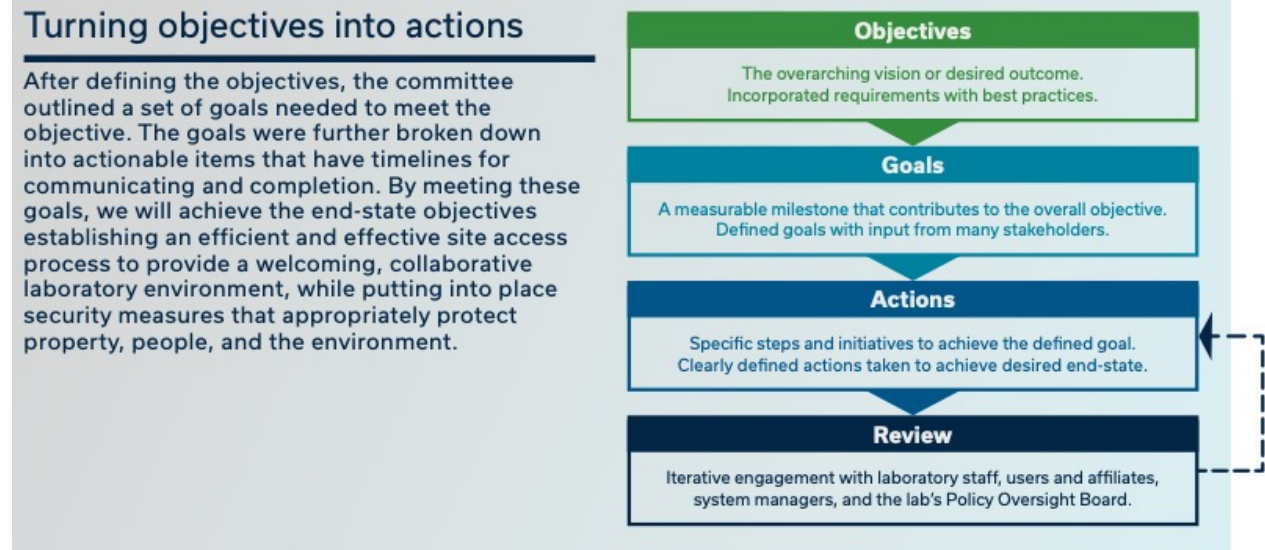 Turning objectives into actions
After defining the objectives, the committee
outlined a set of goals needed to meet the
objective. The goals were further broken down
into actionable items that have timelines for
communicating and completion. By meeting these
goals, we will achieve the end-state objectives
establishing an efficient and effective site access
process to provide a welcoming, collaborative
laboratory environment, while putting into place
security measures that appropriately protect
property, people, and the environment.
Objectives
The overarching vision or desired outcome.
Incorporated requirements with best practices.
Goals
A measurable milestone that contributes to the overall objective.
Defined goals with input from many stakeholders.
Actions
Specific steps and initiatives to achieve the defined goal.
Clearly defined actions taken to achieve desired end-state.
Review
Iterative engagement with laboratory staff, users and affiliates,
system managers, and the lab's Policy Oversight Board.